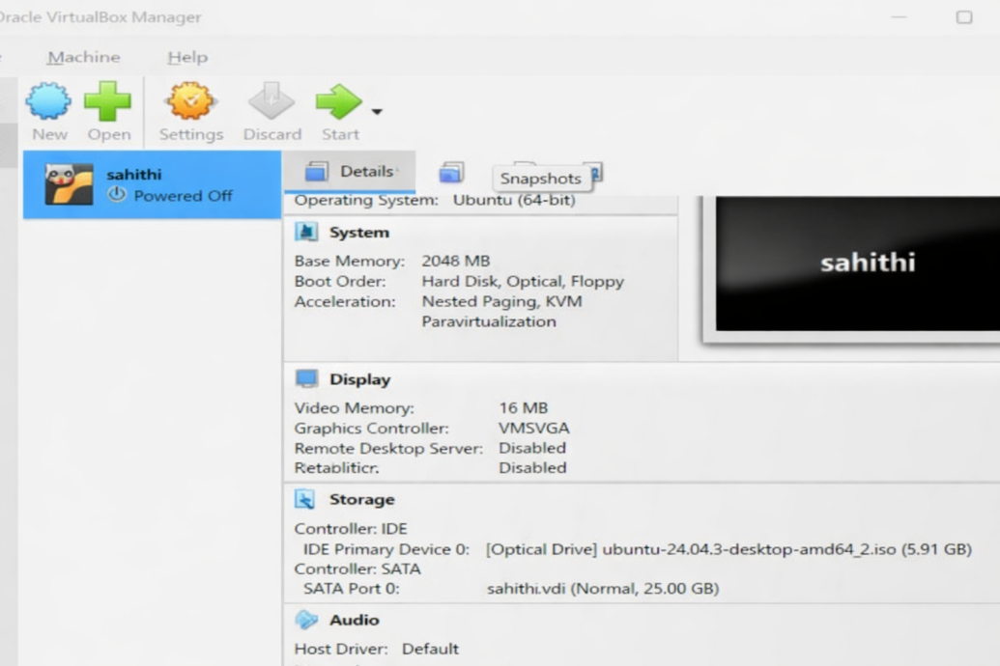 Oracle VirtualBox Manager
Machine Help
New Open Settings Discard Start
sahithi
Powered Off
Details
Snapshots
Operating System: Ubuntu (64-bit)
System
Base Memory: 2048 MB
Boot Order: Hard Disk, Optical, Floppy
Acceleration: Nested Paging, KVM
Paravirtualization
sahithi
Display
Video Memory: 16 MB
Graphics Controller: VMSVGA
Remote Desktop Server: Disabled
Retabliticr. Disabled
Storage
Controller: IDE
IDE Primary Device 0: [Optical Drive] ubuntu-24.04.3-desktop-amd64_2.iso (5.91 GB)
Controller: SATA
SATA Port 0: sahithi.vdi (Normal, 25.00 GB)
Audio
Host Driver: Default